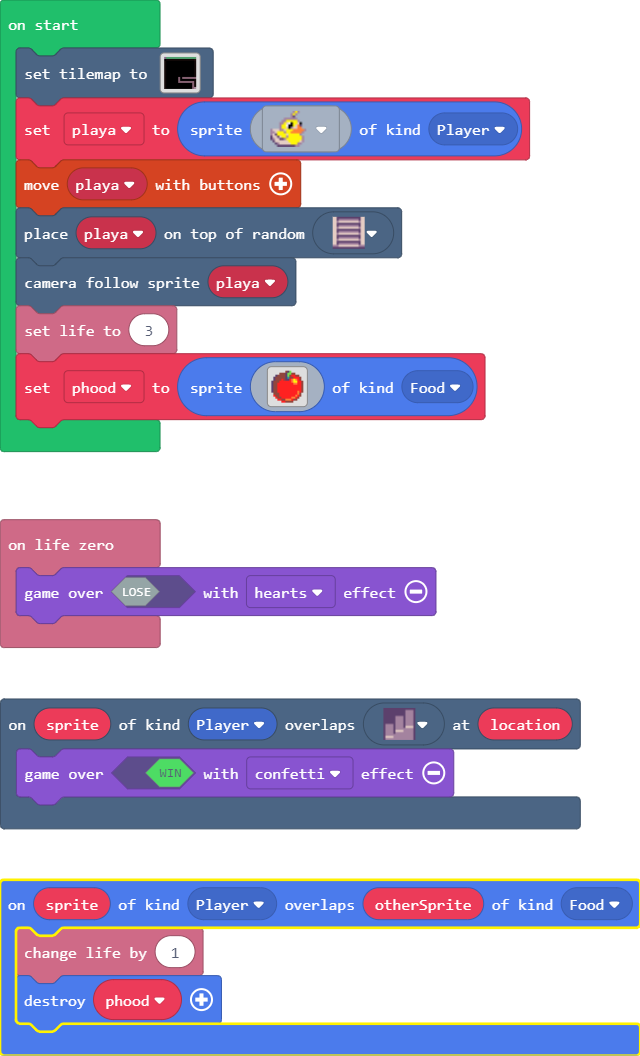 on start
set tilemap to
set playa to sprite of kind Player
move playa with buttons
place playa on top of random
camera follow sprite playa
set life to 3
set phood to sprite of kind Food
on life zero
game over LOSE with hearts effect
on sprite of kind Player overlaps at location
game over WIN with confetti effect
on sprite of kind Player overlaps otherSprite of kind Food
change life by 1
destroy phood